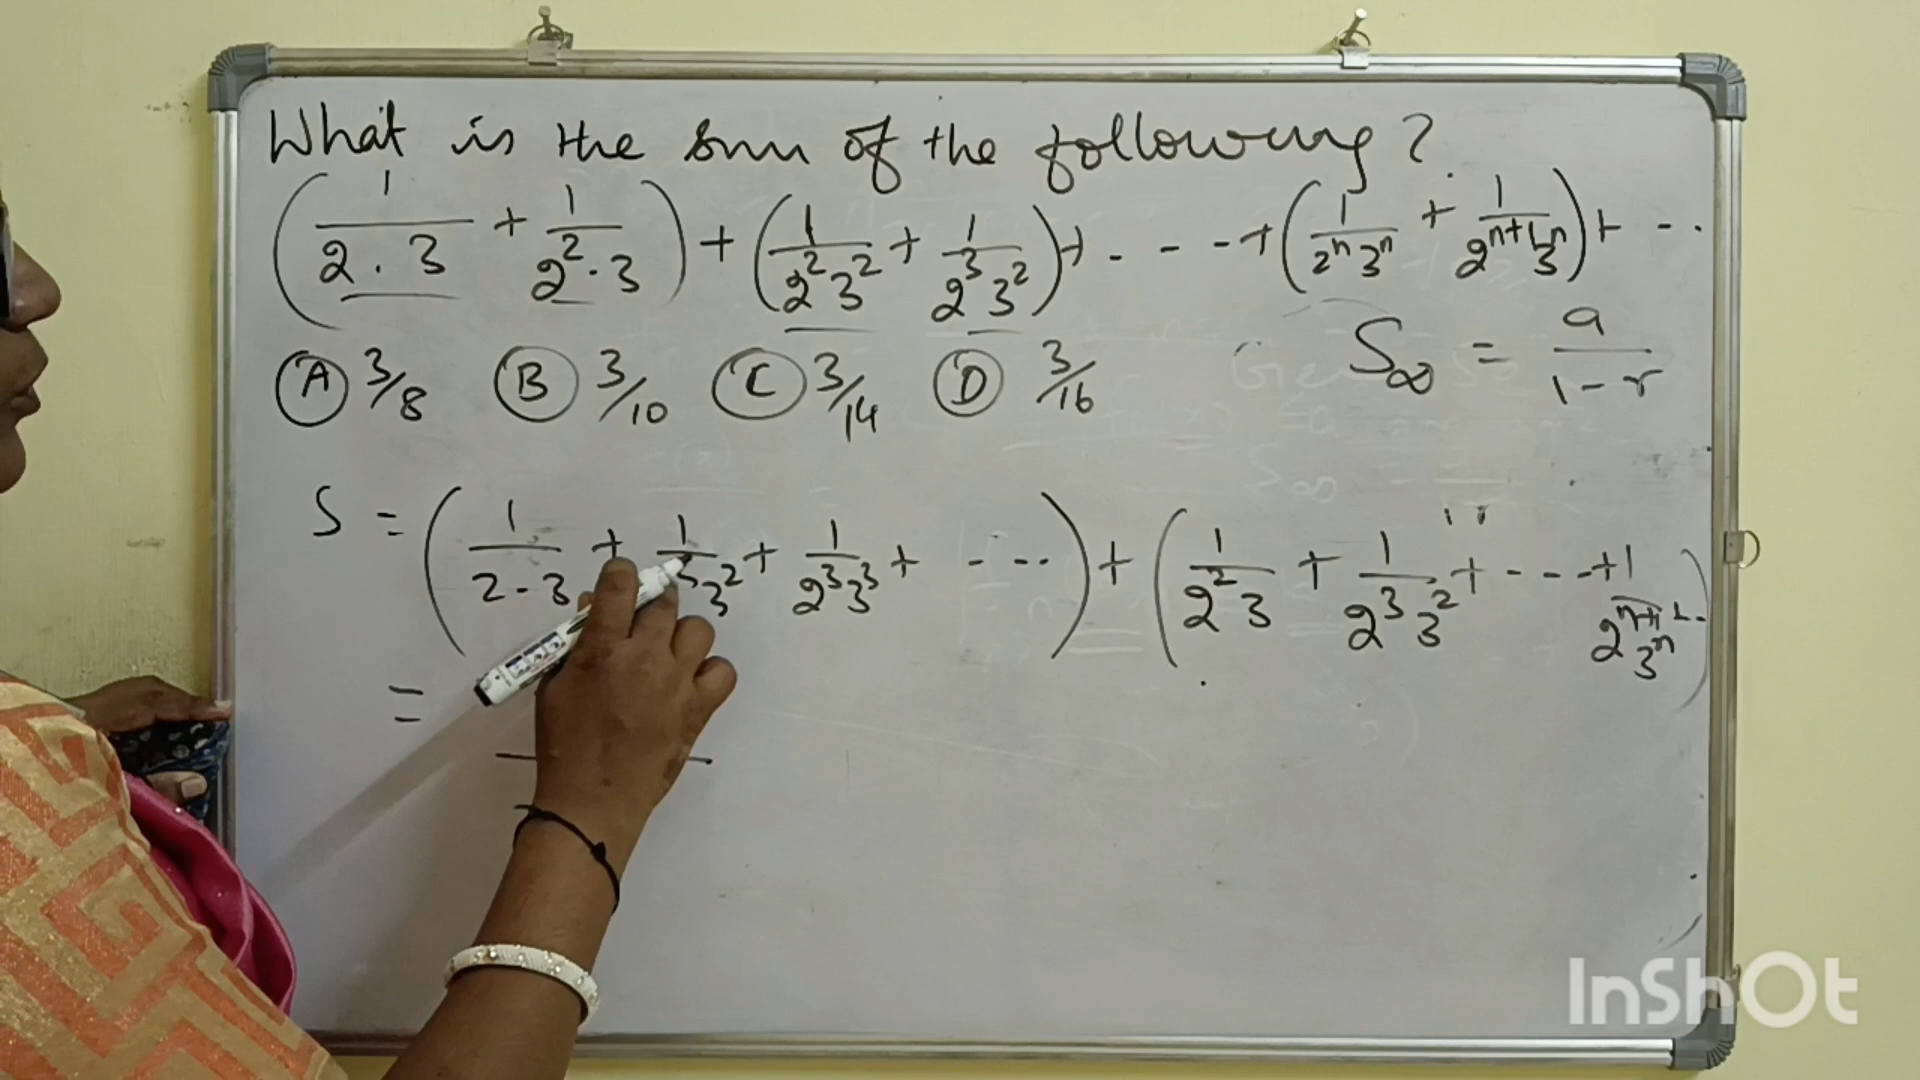 What is the sum of the following?
(1/2.3 + 1/2².3) + (1/2²3² + 1/2³3²) + . - - - + (1/2ⁿ3ⁿ + 1/2ⁿ⁺¹3ⁿ) + - ..
S∞ = a/1-r
(A) 3/8 (B) 3/10 (C) 3/14 (D) 3/16
S = (1/2-3 + 1/3² + 1/2³3³ + - - ..) + (1/2²3 + 1/2³3² + - - - + 1/2ⁿ⁺¹3ⁿ + ..)
=
InShOt